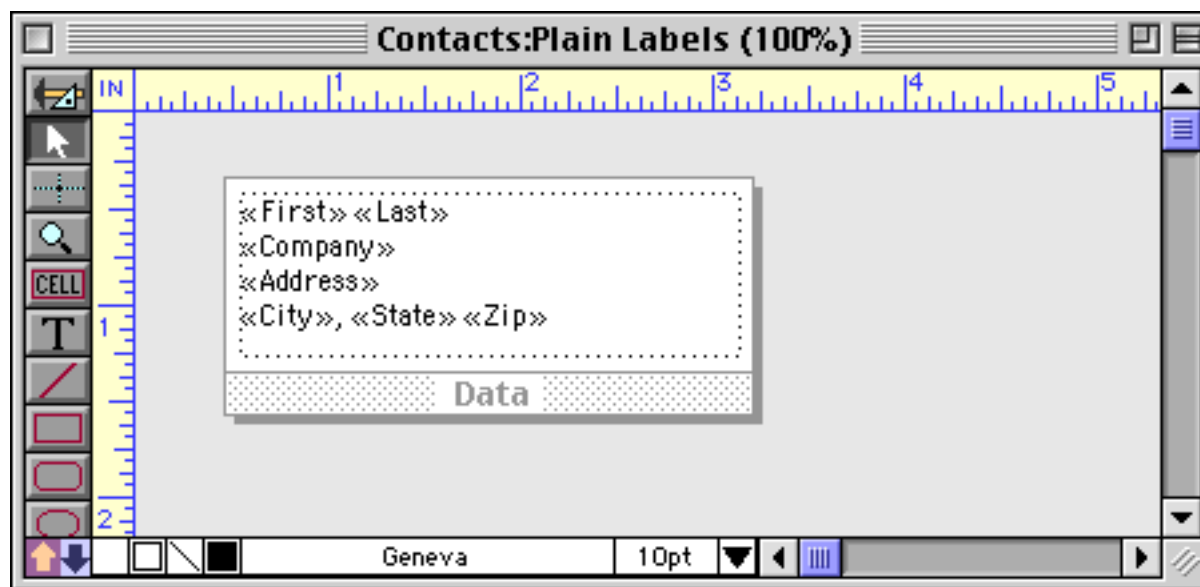 Contacts:Plain Labels (100%)
IN 1 2 3 4 5
«First» «Last»
«Company»
«Address»
CELL
«City», «State» «Zip»
T
1
Data
2
Geneva 10pt